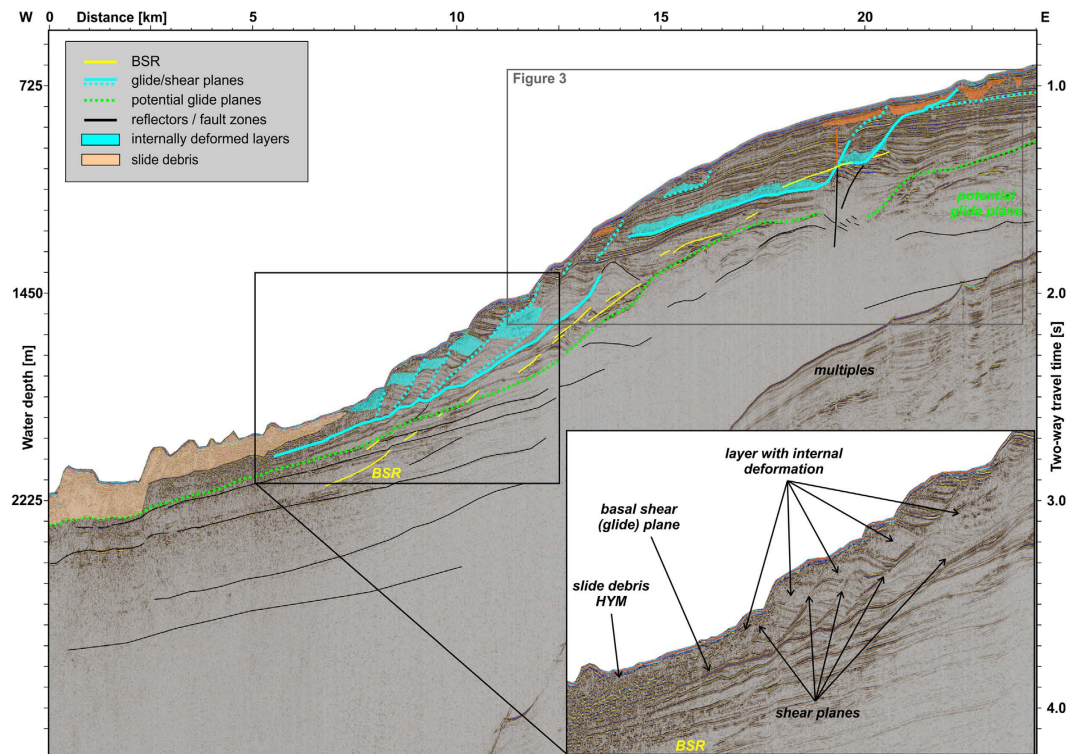 W
0
Distance [km]
5
10
15
20
E
BSR
glide/shear planes
potential glide planes
reflectors / fault zones
internally deformed layers
slide debris
Figure 3
725
1.0
potential
glide plane
1450
2.0
Water depth [m]
Two-way travel time [s]
multiples
BSR
2225
3.0
layer with internal
deformation
basal shear
(glide) plane
slide debris
HYM
shear planes
4.0
BSR